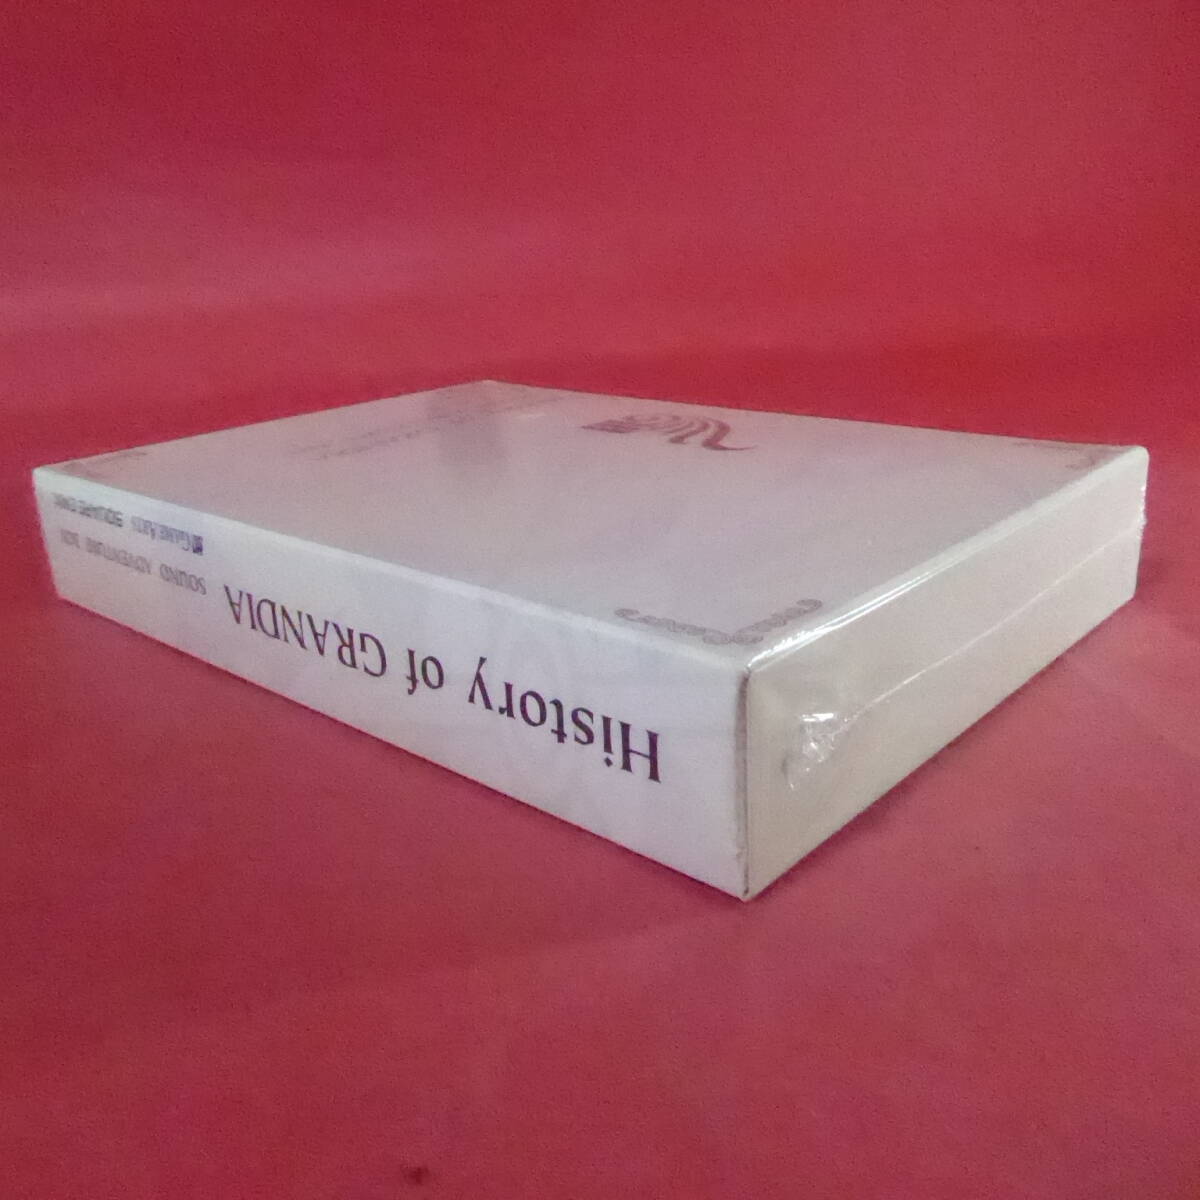 History of GRANDIA
SOUND ADVENTURE BOX
GAME ARTS SQUARE ENIX